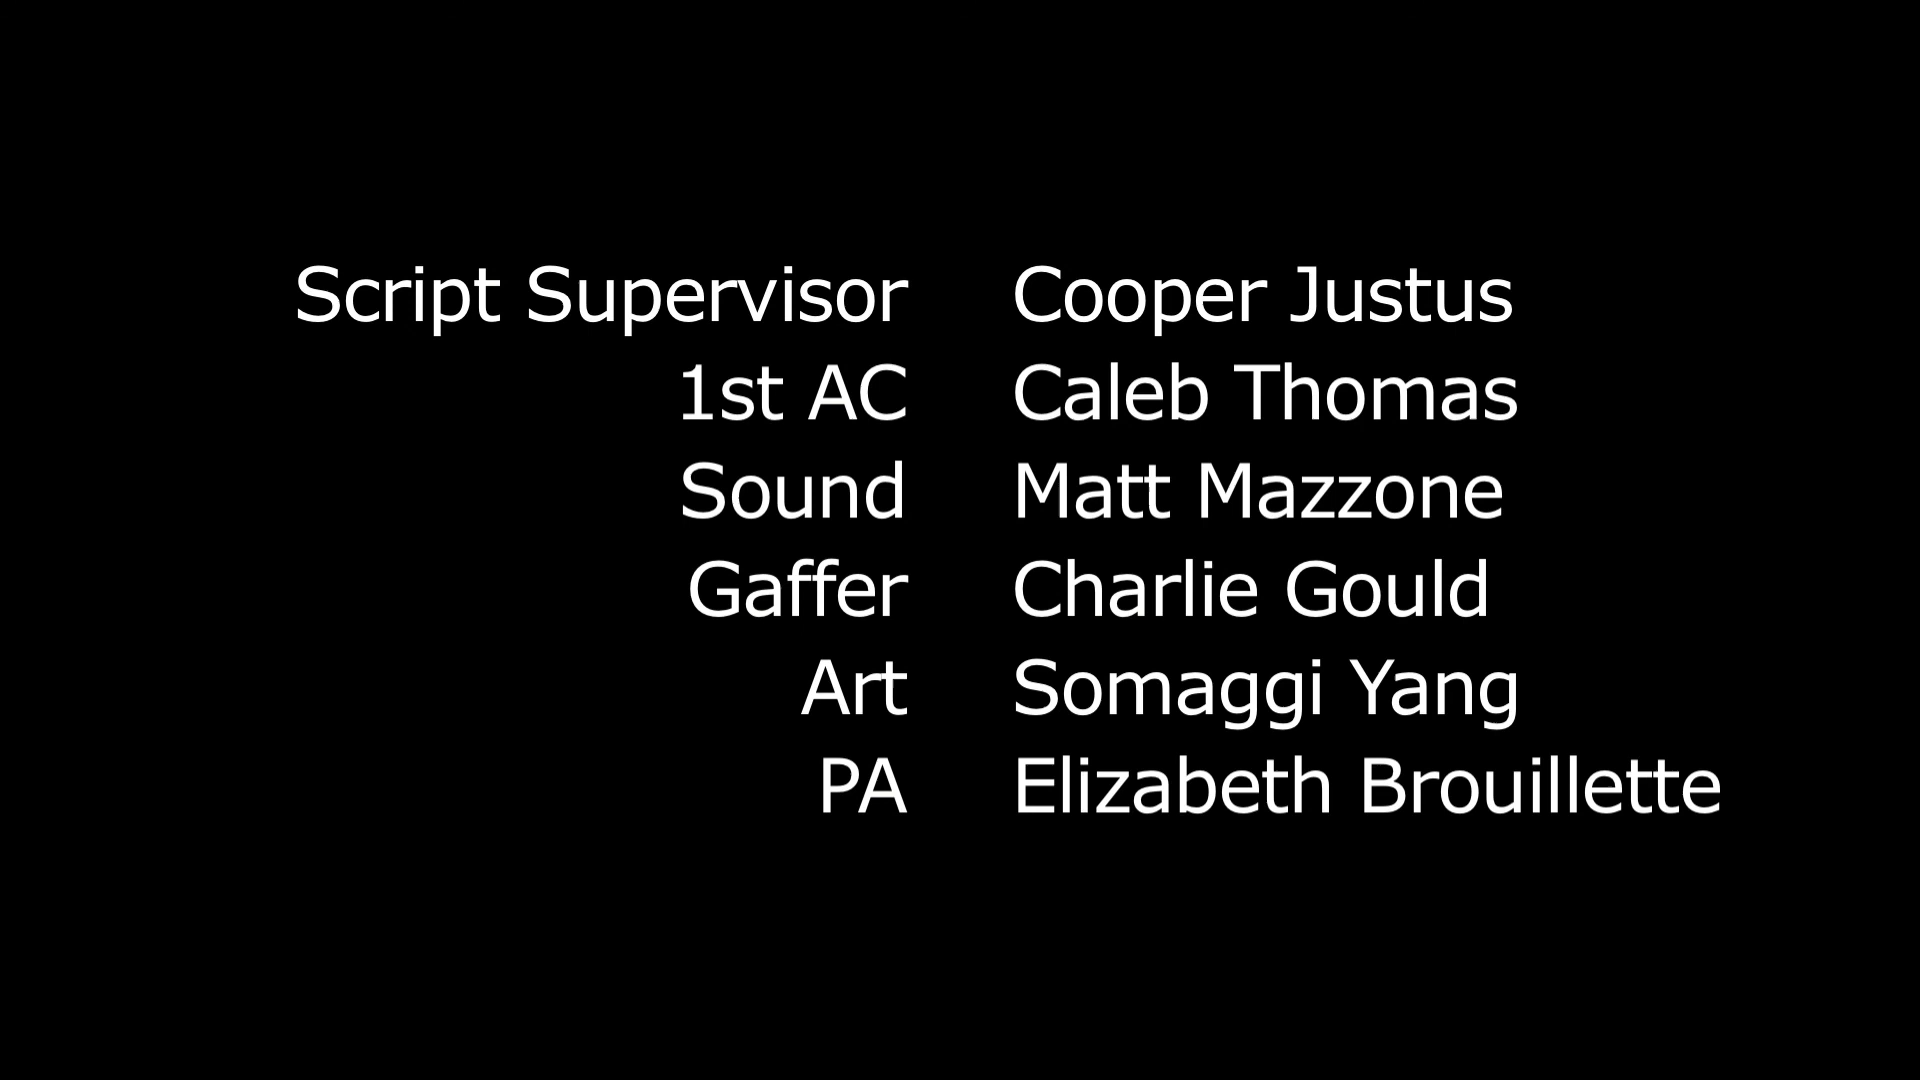 Script Supervisor Cooper Justus
1st AC Caleb Thomas
Sound Matt Mazzone
Gaffer Charlie Gould
Art Somaggi Yang
PA Elizabeth Brouillette